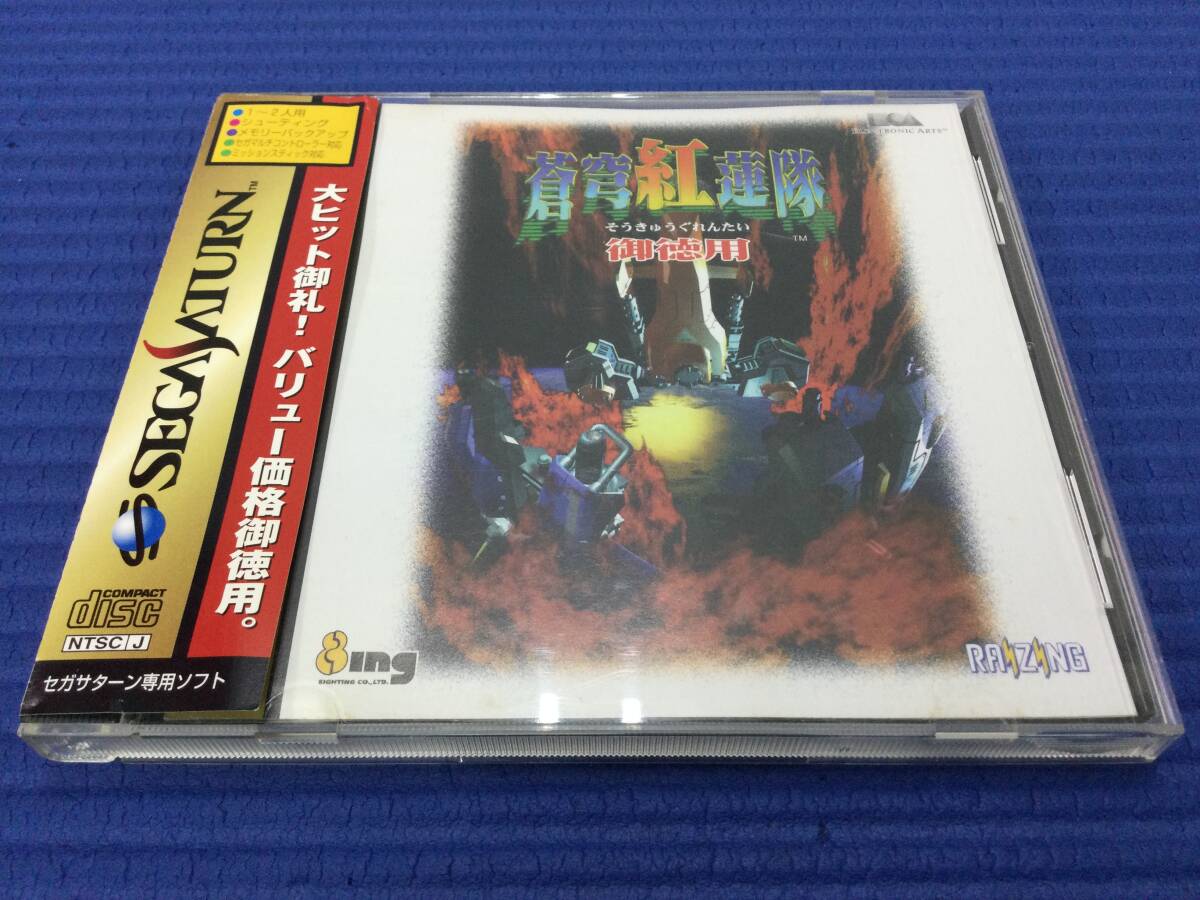 1〜2人用
シューティング
メモリーバックアップ
セガマルチコントローラー対応
ミッションスティック対応
SEGA SATURN™
大ヒット御礼! バリュー価格御徳用。
COMPACT
disc
NTSC J
セガサターン専用ソフト
ELECTRONIC ARTS™
蒼穹紅蓮隊
そうきゅうぐれんたい
TM
御徳用
8ing
EIGHTING CO.,LTD.
RAIZING